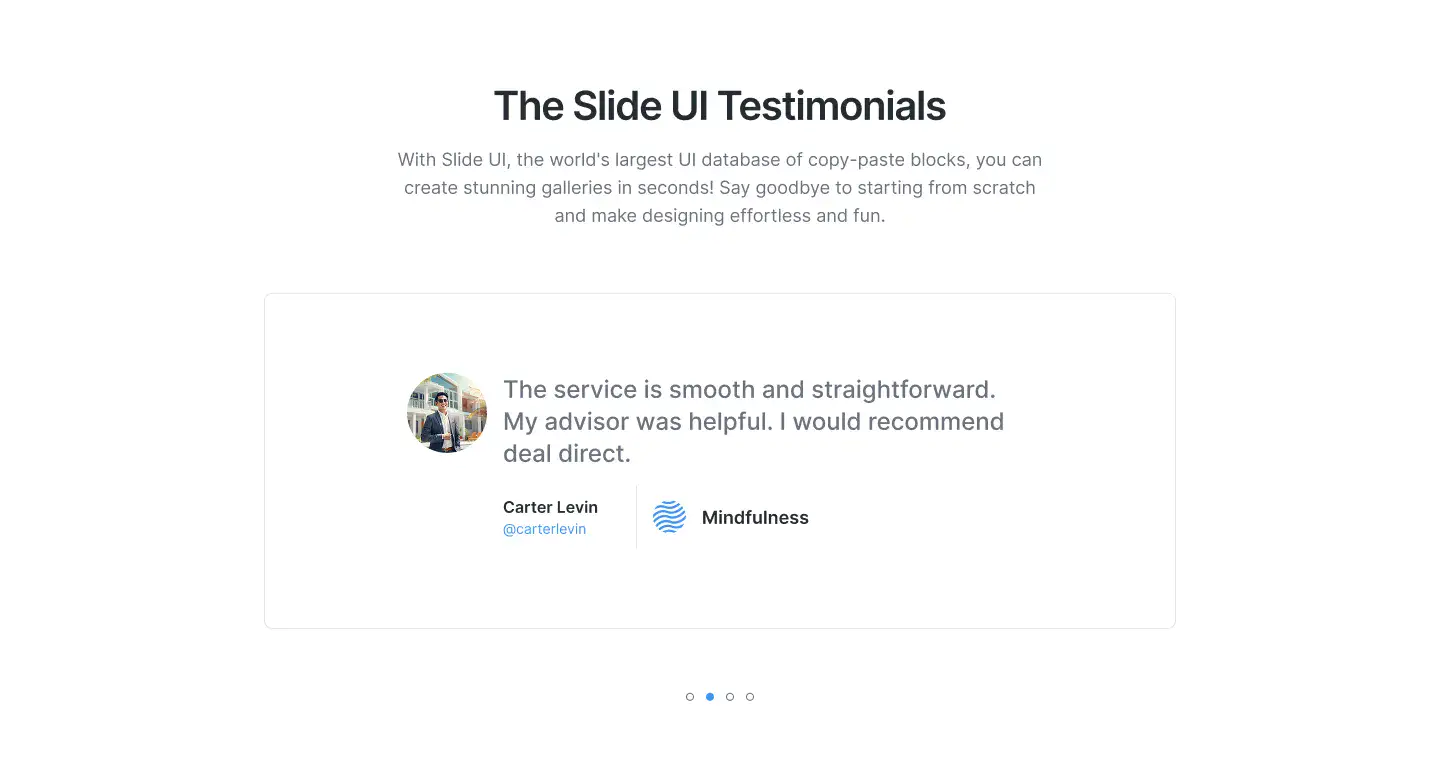 The Slide UI Testimonials
With Slide UI, the world's largest UI database of copy-paste blocks, you can
create stunning galleries in seconds! Say goodbye to starting from scratch
and make designing effortless and fun.
The service is smooth and straightforward.
My advisor was helpful. I would recommend
deal direct.
Carter Levin
@carterlevin
Mindfulness